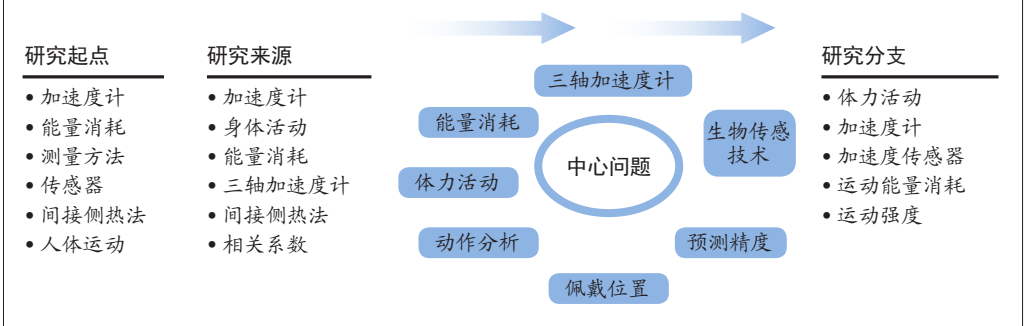 研究起点
• 加速度计
• 能量消耗
• 测量方法
• 传感器
• 间接侧热法
• 人体运动
研究来源
• 加速度计
• 身体活动
• 能量消耗
• 三轴加速度计
• 间接侧热法
• 相关系数
三轴加速度计
能量消耗
生物传感
技术
中心问题
体力活动
动作分析
预测精度
佩戴位置
研究分支
• 体力活动
• 加速度计
• 加速度传感器
• 运动能量消耗
• 运动强度